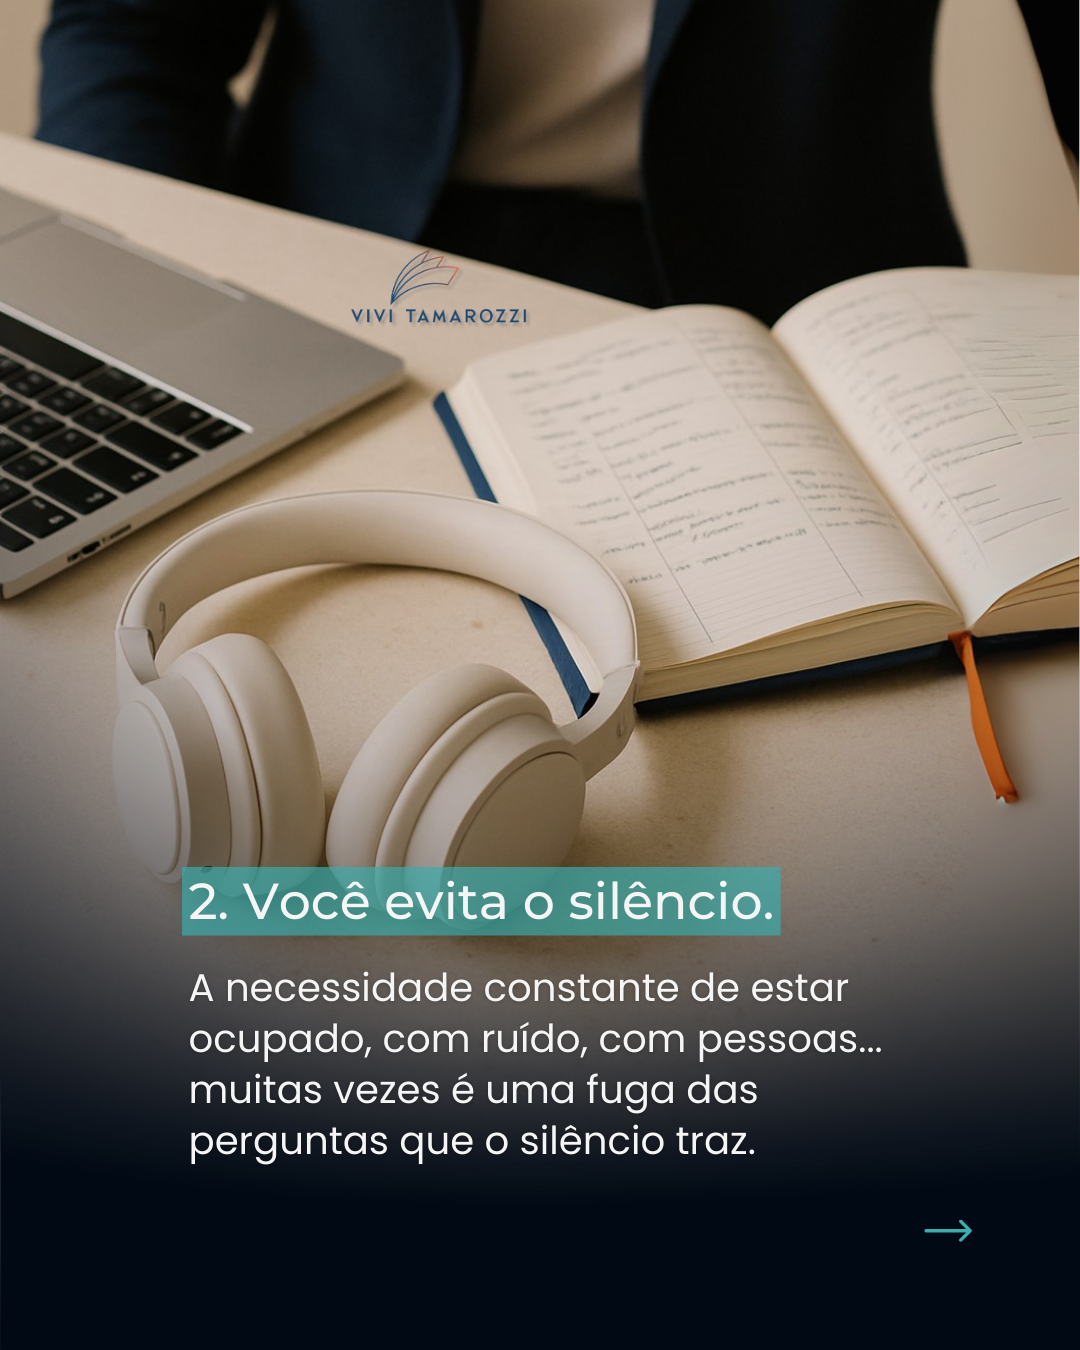 VIVI TAMAROZZI
2. Você evita o silêncio.
A necessidade constante de estar
ocupado, com ruído, com pessoas...
muitas vezes é uma fuga das
perguntas que o silêncio traz.